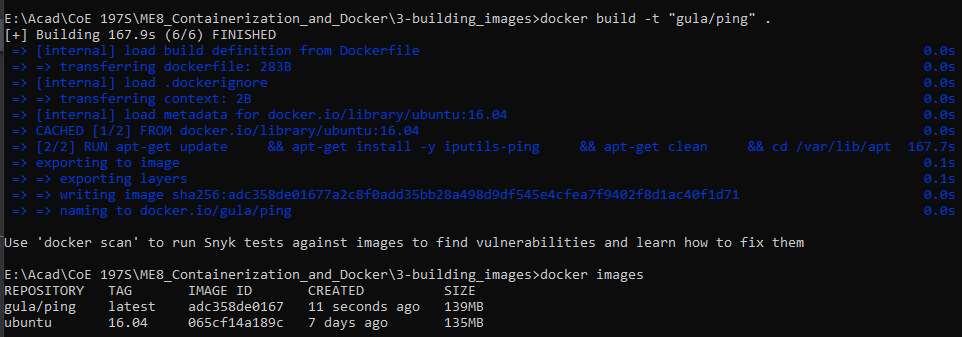 E:\Acad\CoE 197S\ME8_Containerization_and_Docker\3-building_images>docker build -t "gula/ping" .
[+] Building 167.9s (6/6) FINISHED
=> [internal] load build definition from Dockerfile 0.0s
=> => transferring dockerfile: 283B 0.0s
=> [internal] load .dockerignore 0.0s
=> => transferring context: 2B 0.0s
=> [internal] load metadata for docker.io/library/ubuntu:16.04 0.0s
=> CACHED [1/2] FROM docker.io/library/ubuntu:16.04 0.0s
=> [2/2] RUN apt-get update && apt-get install -y iputils-ping && apt-get clean && cd /var/lib/apt 167.7s
=> exporting to image 0.1s
=> => exporting layers 0.1s
=> => writing image sha256:adc358de01677a2c8f0add35bb28a498d9df545e4cfea7f9402f8d1ac40f1d71 0.0s
=> => naming to docker.io/gula/ping 0.0s
Use 'docker scan' to run Snyk tests against images to find vulnerabilities and learn how to fix them
E:\Acad\CoE 197S\ME8_Containerization_and_Docker\3-building_images>docker images
REPOSITORY TAG IMAGE ID CREATED SIZE
gula/ping latest adc358de0167 11 seconds ago 139MB
ubuntu 16.04 065cf14a189c 7 days ago 135MB